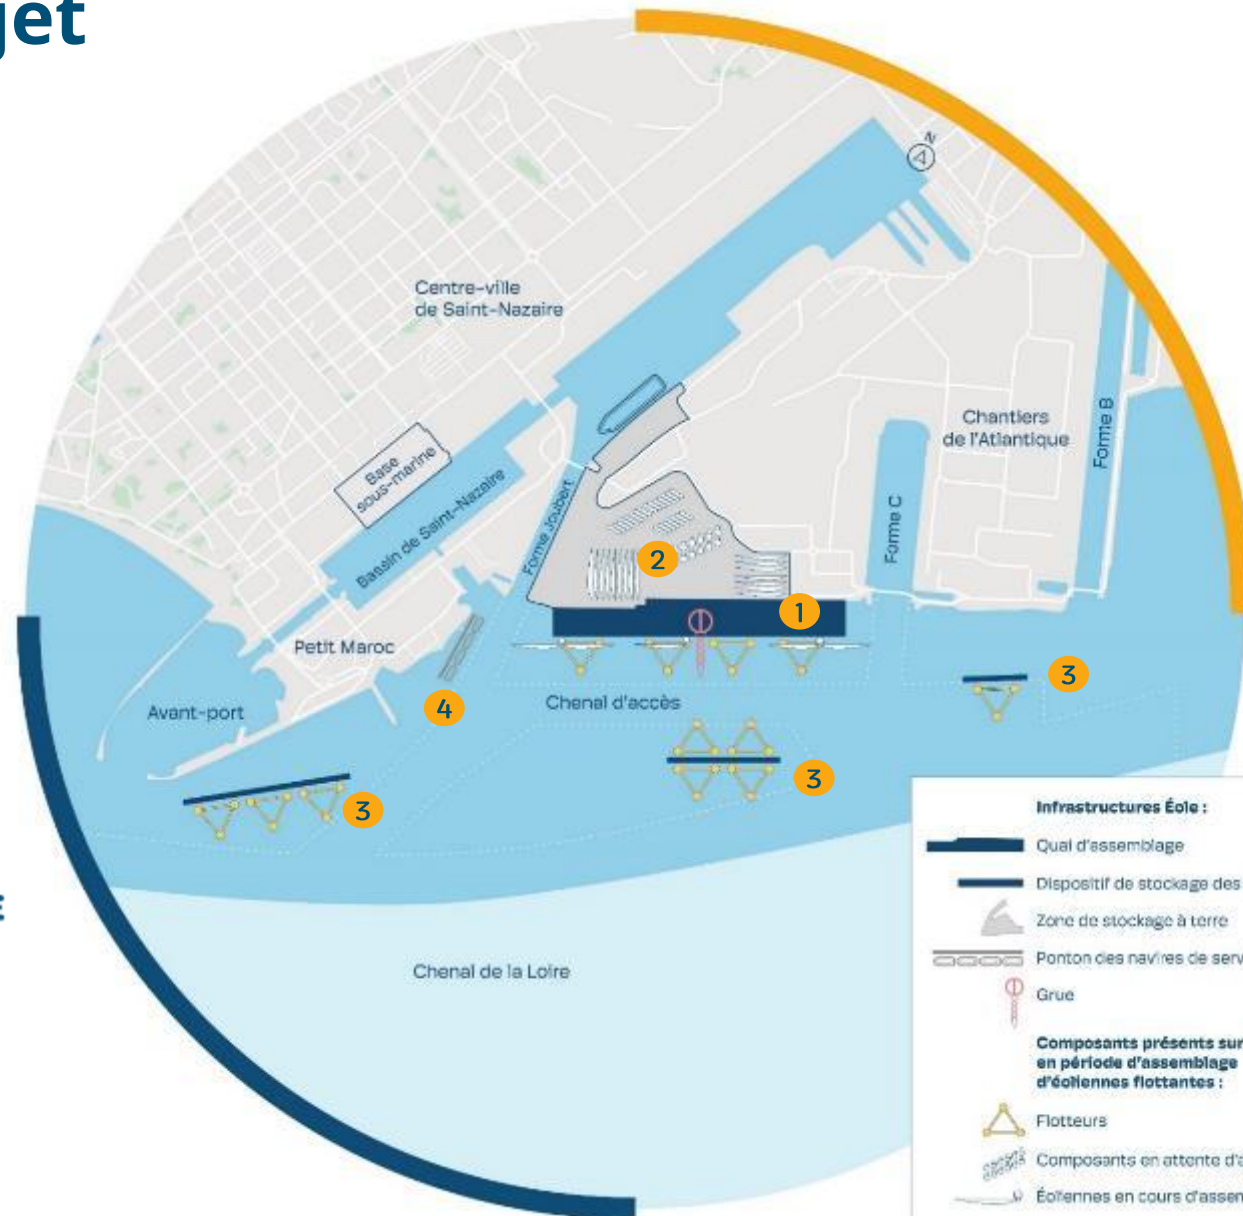 get
N
Centre-ville
de Saint-Nazaire
Chantiers
de l'Atlantique
Forme B
Base
sous-marine
Bassin de Saint-Nazaire
Forme Joubert
Forme C
2
1
Petit Maroc
3
4
Chenal d'accès
Avant-port
3
3
Infrastructures Éole :
Quai d'assemblage
Dispositif de stockage des
Zone de stockage à terre
Ponton des navires de serv
Grue
Chenal de la Loire
Composants présents sur
en période d'assemblage
d'éoliennes flottantes :
Flotteurs
Composants en attente d'a
Éoliennes en cours d'assem